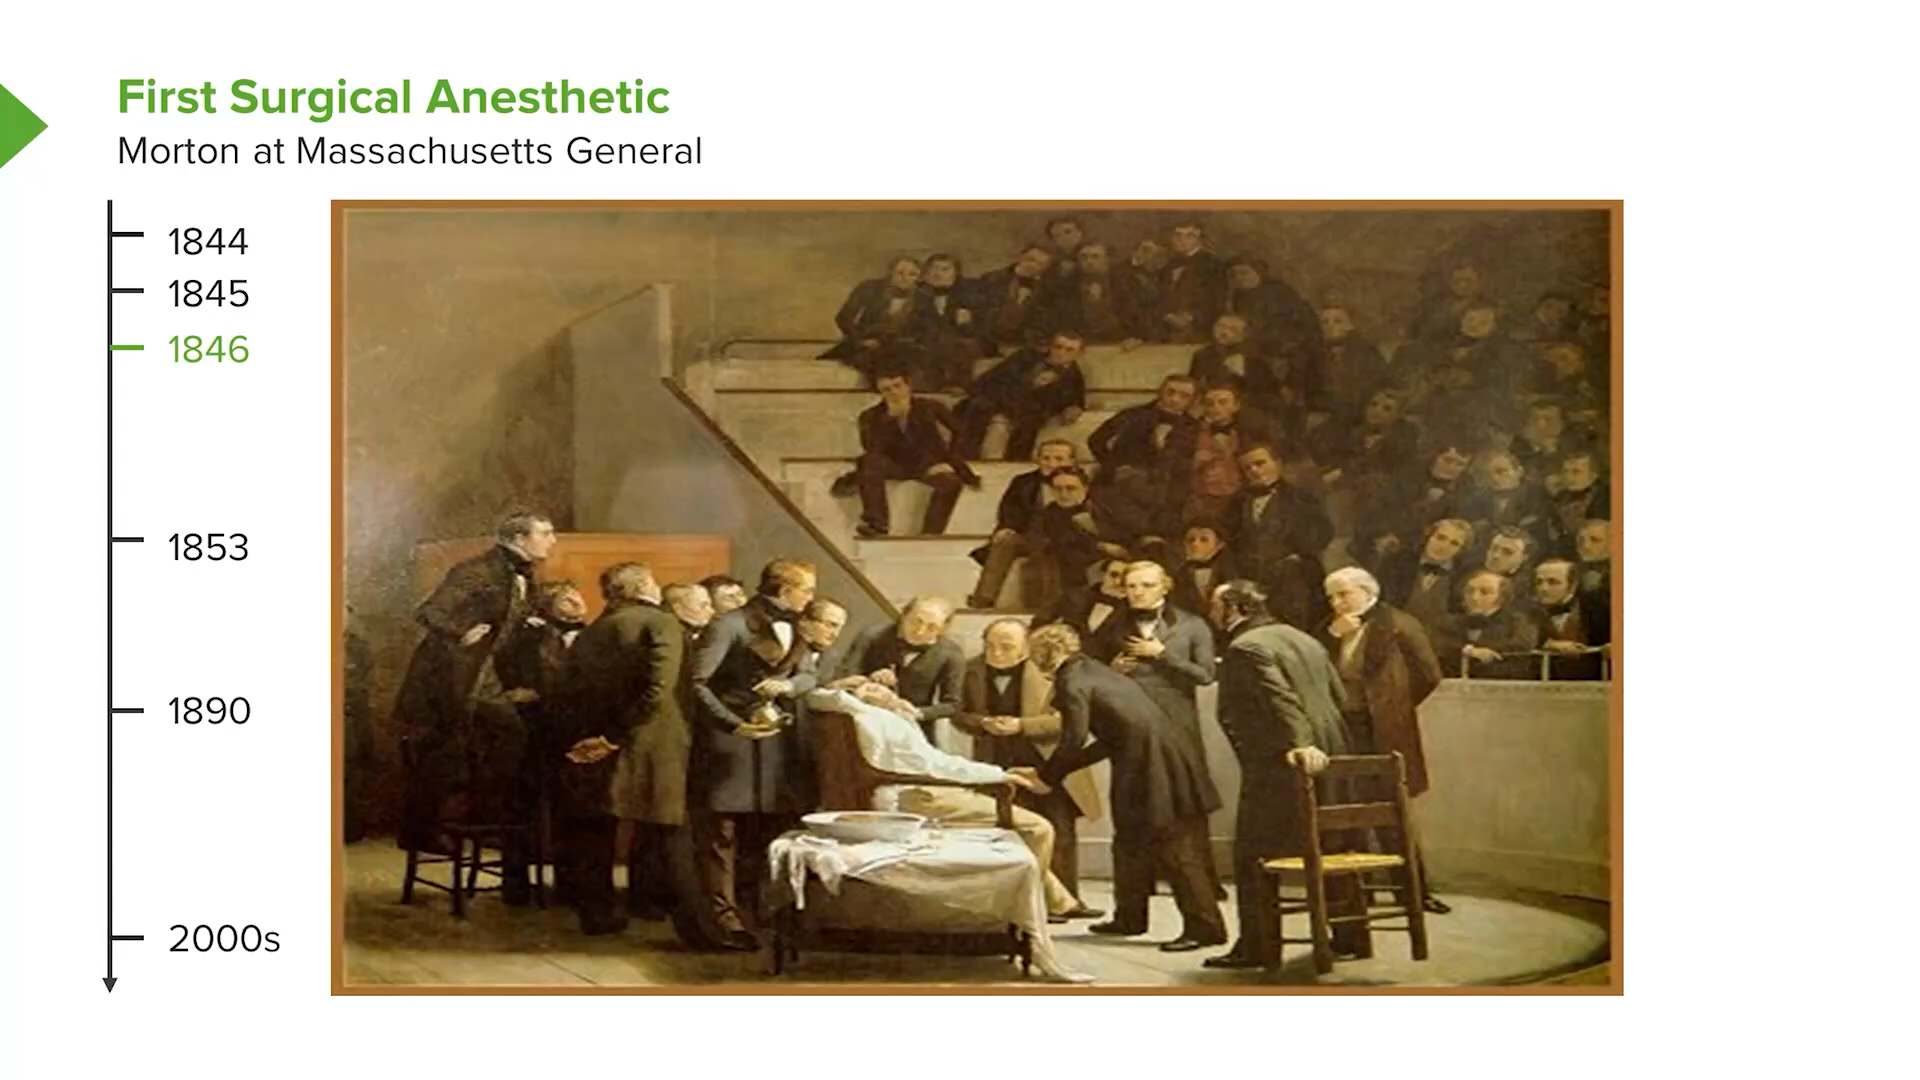 First Surgical Anesthetic
Morton at Massachusetts General
1844
1845
1846
1853
1890
2000s